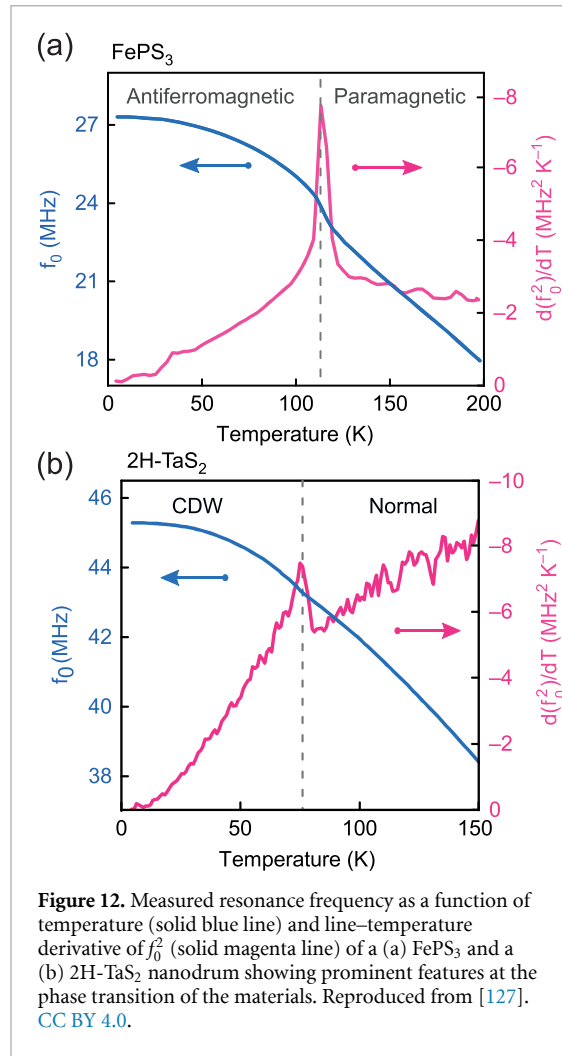 (a)
FePS₃
Antiferromagnetic
Paramagnetic
27
24
21
18
f₀ (MHz)
−8
−6
−4
−2
0
d(f₀²)/dT (MHz² K⁻¹)
0
50
100
150
200
Temperature (K)
(b)
2H-TaS₂
CDW
Normal
46
44
42
40
38
f₀ (MHz)
−10
−8
−6
−4
−2
0
d(f₀²)/dT (MHz² K⁻¹)
0
50
100
150
Temperature (K)
Figure 12. Measured resonance frequency as a function of
temperature (solid blue line) and line–temperature
derivative of f₀² (solid magenta line) of a (a) FePS₃ and a
(b) 2H-TaS₂ nanodrum showing prominent features at the
phase transition of the materials. Reproduced from [127].
CC BY 4.0.